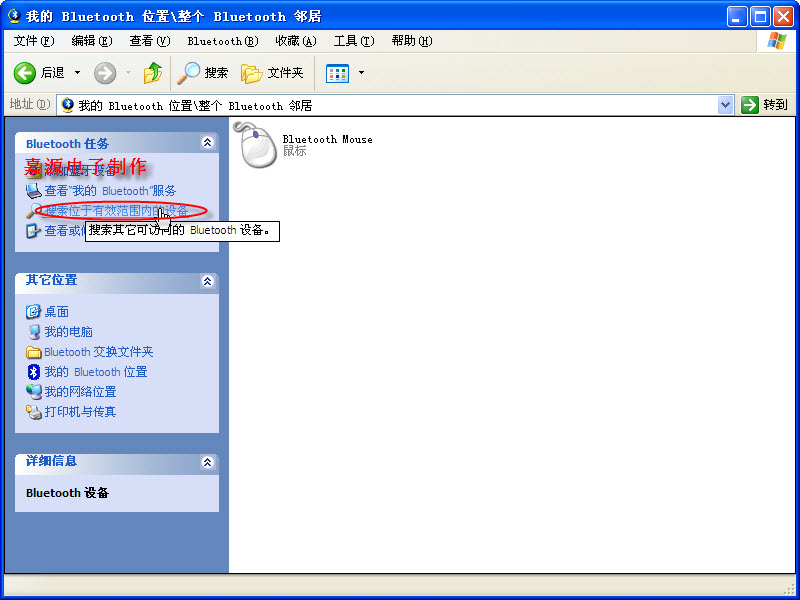 我的 Bluetooth 位置\整个 Bluetooth 邻居
文件(F) 编辑(E) 查看(V) Bluetooth(B) 收藏(A) 工具(T) 帮助(H)
后退 搜索 文件夹
地址(D) 我的 Bluetooth 位置\整个 Bluetooth 邻居 转到
Bluetooth 任务
嘉源电子制作
查看“我的 Bluetooth”服务
搜索位于有效范围内的设备
查看或
搜索其它可访问的 Bluetooth 设备。
其它位置
桌面
我的电脑
Bluetooth 交换文件夹
我的 Bluetooth 位置
我的网络位置
打印机与传真
详细信息
Bluetooth 设备
Bluetooth Mouse
鼠标